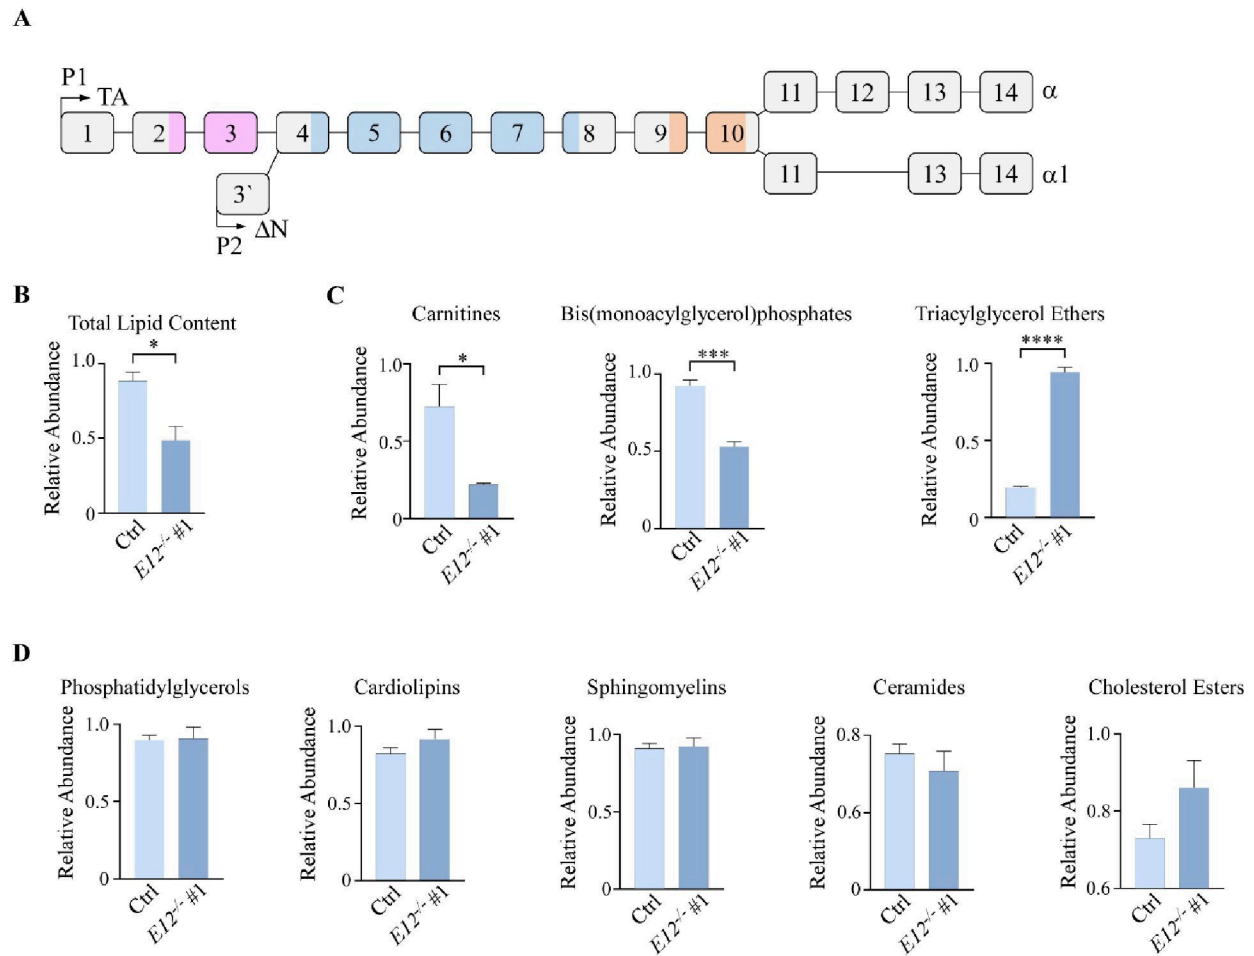 A
P1
TA
11 12 13 14 α
1 2 3 4 5 6 7 8 9 10
11 13 14 α1
3`
ΔN
P2
B
Total Lipid Content
*
1.0
0.5
0
Relative Abundance
Ctrl
E12-/- #1
C
Carnitines
*
1.0
0.5
0
Relative Abundance
Ctrl
E12-/- #1
Bis(monoacylglycerol)phosphates
***
1.0
0.5
0
Relative Abundance
Ctrl
E12-/- #1
Triacylglycerol Ethers
****
1.0
0.5
0
Relative Abundance
Ctrl
E12-/- #1
D
Phosphatidylglycerols
1.0
0.5
0
Relative Abundance
Ctrl
E12-/- #1
Cardiolipins
1.0
0.5
0
Relative Abundance
Ctrl
E12-/- #1
Sphingomyelins
1.0
0.5
0
Relative Abundance
Ctrl
E12-/- #1
Ceramides
0.8
0.6
0
Relative Abundance
Ctrl
E12-/- #1
Cholesterol Esters
1.0
0.8
0.6
Relative Abundance
Ctrl
E12-/- #1